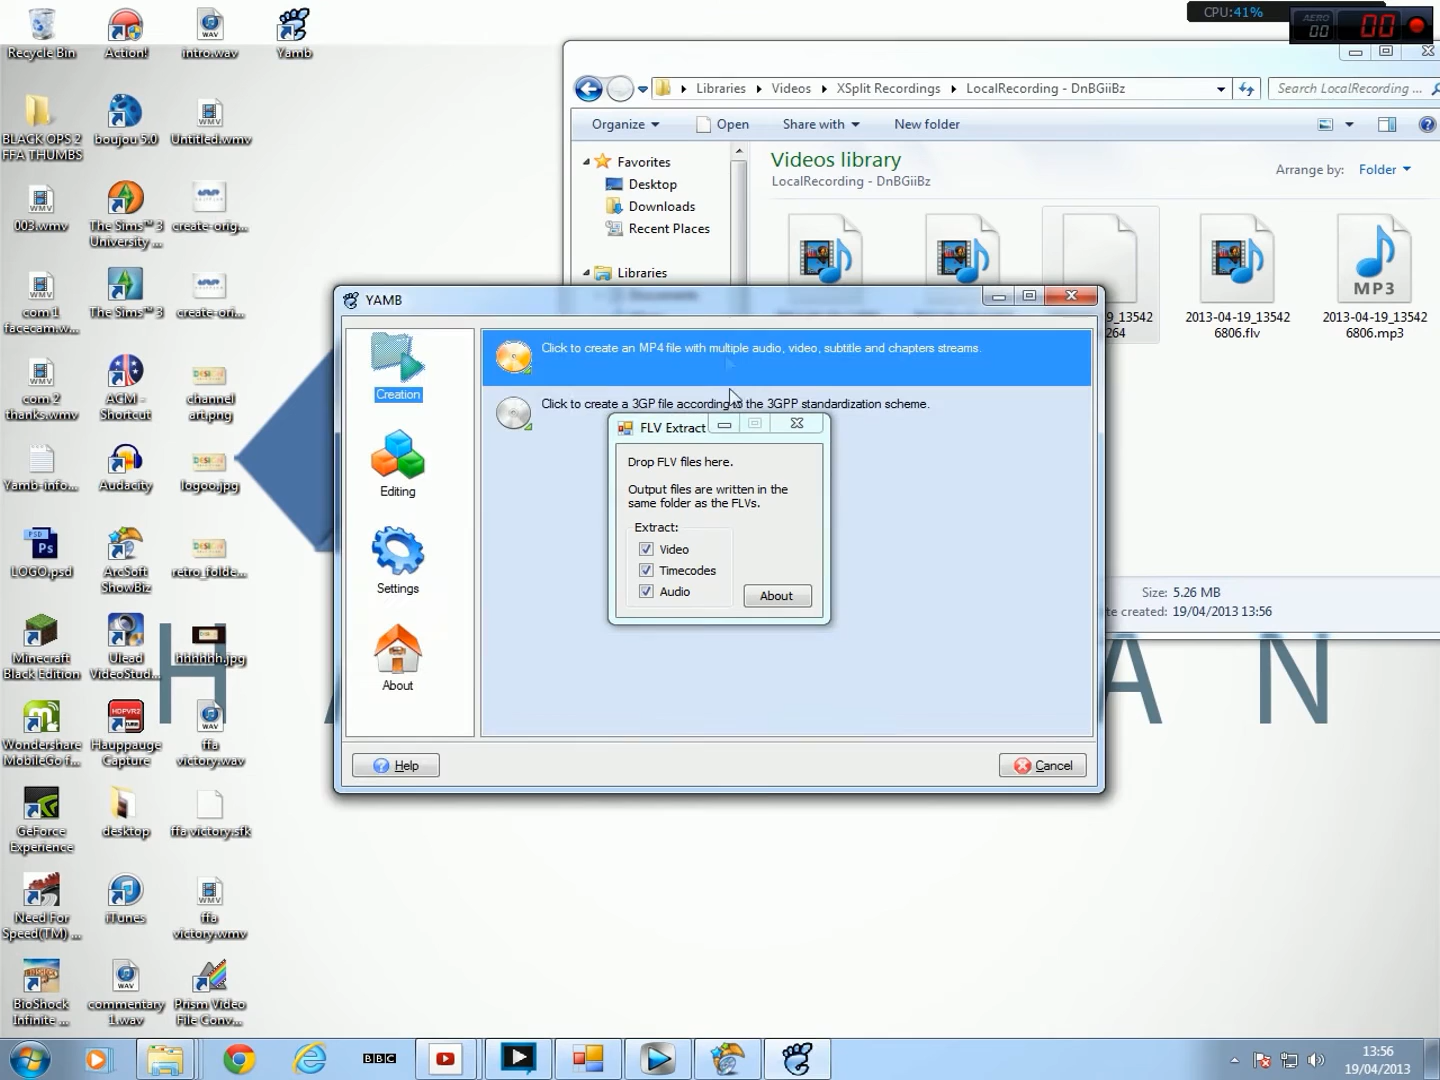 Recycle Bin
Action!
intro.wav
Yamb
BLACK OPS 2
FFA THUMBS
boujou 5.0
Untitled.wmv
003.wmv
The Sims™ 3
University ...
create-orig...
com 1
facecam.w...
The Sims™ 3
create-ori...
com 2
thanks.wmv
ACM -
Shortcut
channel
art.png
Yamb-info...
Audacity
logoo.jpg
LOGO.psd
ArcSoft
ShowBiz
retro_folde...
Minecraft
Black Edition
Ulead
VideoStud...
hhhhhh.jpg
Wondershare
MobileGo f...
Hauppauge
Capture
ffa
victory.wav
GeForce
Experience
desktop
ffa victory.sfk
Need For
Speed(TM) ...
iTunes
ffa
victory.wmv
BioShock
Infinite ...
commentary
1.wav
Prism Video
File Conv...
CPU:41%
AERO
00
00
Libraries
Videos
XSplit Recordings
LocalRecording - DnBGiiBz
Search LocalRecording ...
Organize
Open
Share with
New folder
Favorites
Desktop
Downloads
Recent Places
Libraries
Videos library
LocalRecording - DnBGiiBz
Arrange by: Folder
9_13542
264
2013-04-19_13542
6806.flv
MP3
2013-04-19_13542
6806.mp3
Size: 5.26 MB
te created: 19/04/2013 13:56
YAMB
Creation
Editing
Settings
About
Click to create an MP4 file with multiple audio, video, subtitle and chapters streams.
Click to create a 3GP file according to the 3GPP standardization scheme.
Help
Cancel
FLV Extract
Drop FLV files here.
Output files are written in the
same folder as the FLVs.
Extract:
Video
Timecodes
Audio
About
H
A N
BBC
13:56
19/04/2013